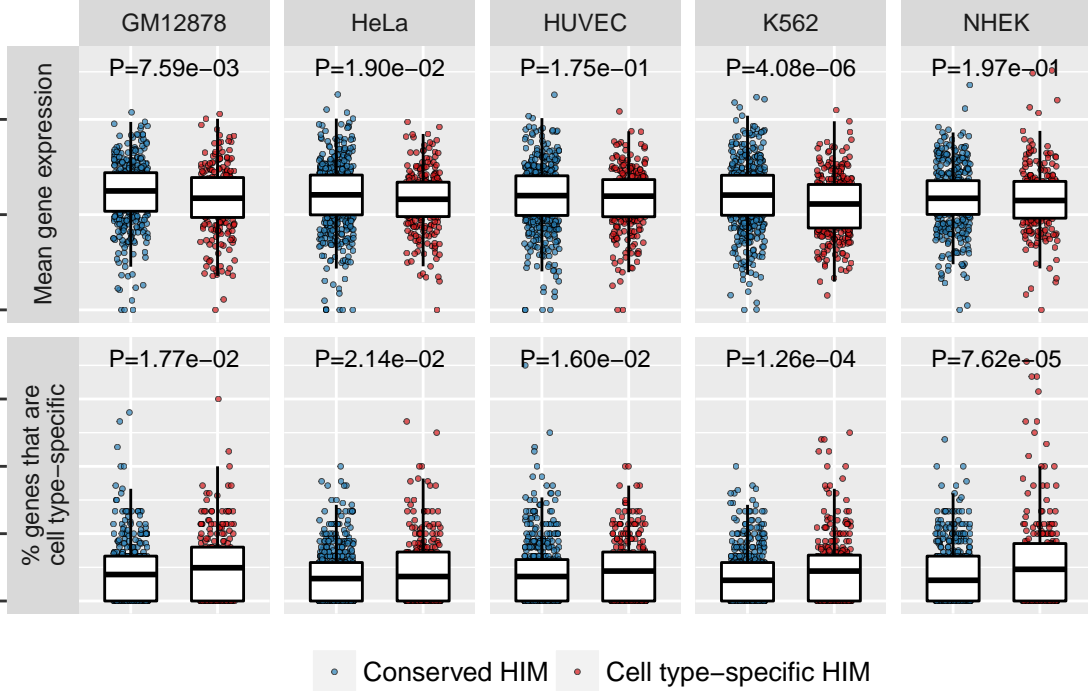 GM12878
HeLa
HUVEC
K562
NHEK
Mean gene expression
P=7.59e−03
P=1.90e−02
P=1.75e−01
P=4.08e−06
P=1.97e−01
% genes that are
cell type−specific
P=1.77e−02
P=2.14e−02
P=1.60e−02
P=1.26e−04
P=7.62e−05
Conserved HIM
Cell type−specific HIM